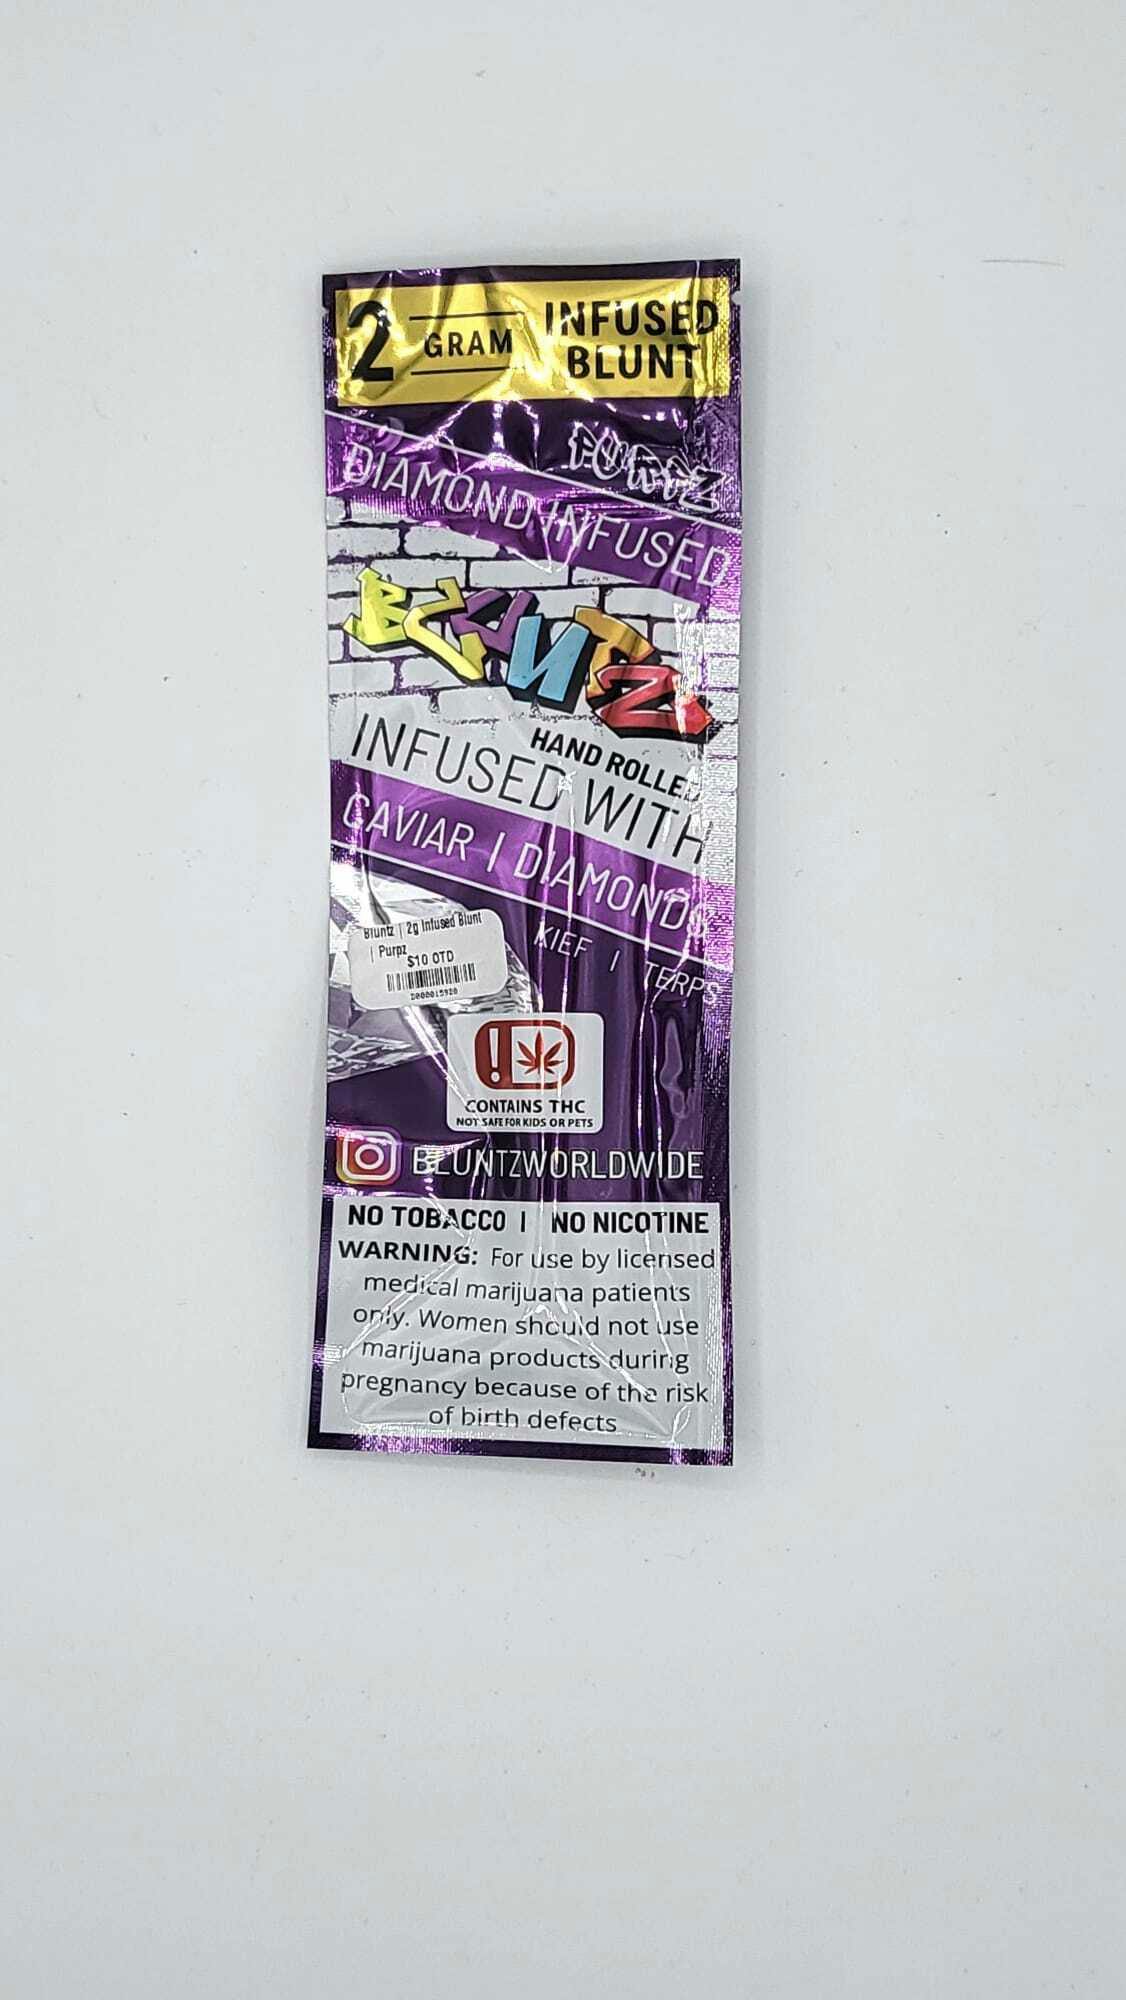 2 GRAM INFUSED
BLUNT
PURPZ
DIAMOND INFUSED
BLUNTZ
HAND ROLLED
INFUSED WITH
CAVIAR | DIAMONDS
KIEF | TERPS
Bluntz | 2g Infused Blunt
| Purpz
$10 OTD
D000015920
!
CONTAINS THC
NOT SAFE FOR KIDS OR PETS
BLUNTZWORLDWIDE
NO TOBACCO | NO NICOTINE
WARNING: For use by licensed
medical marijuana patients
only. Women should not use
marijuana products during
pregnancy because of the risk
of birth defects